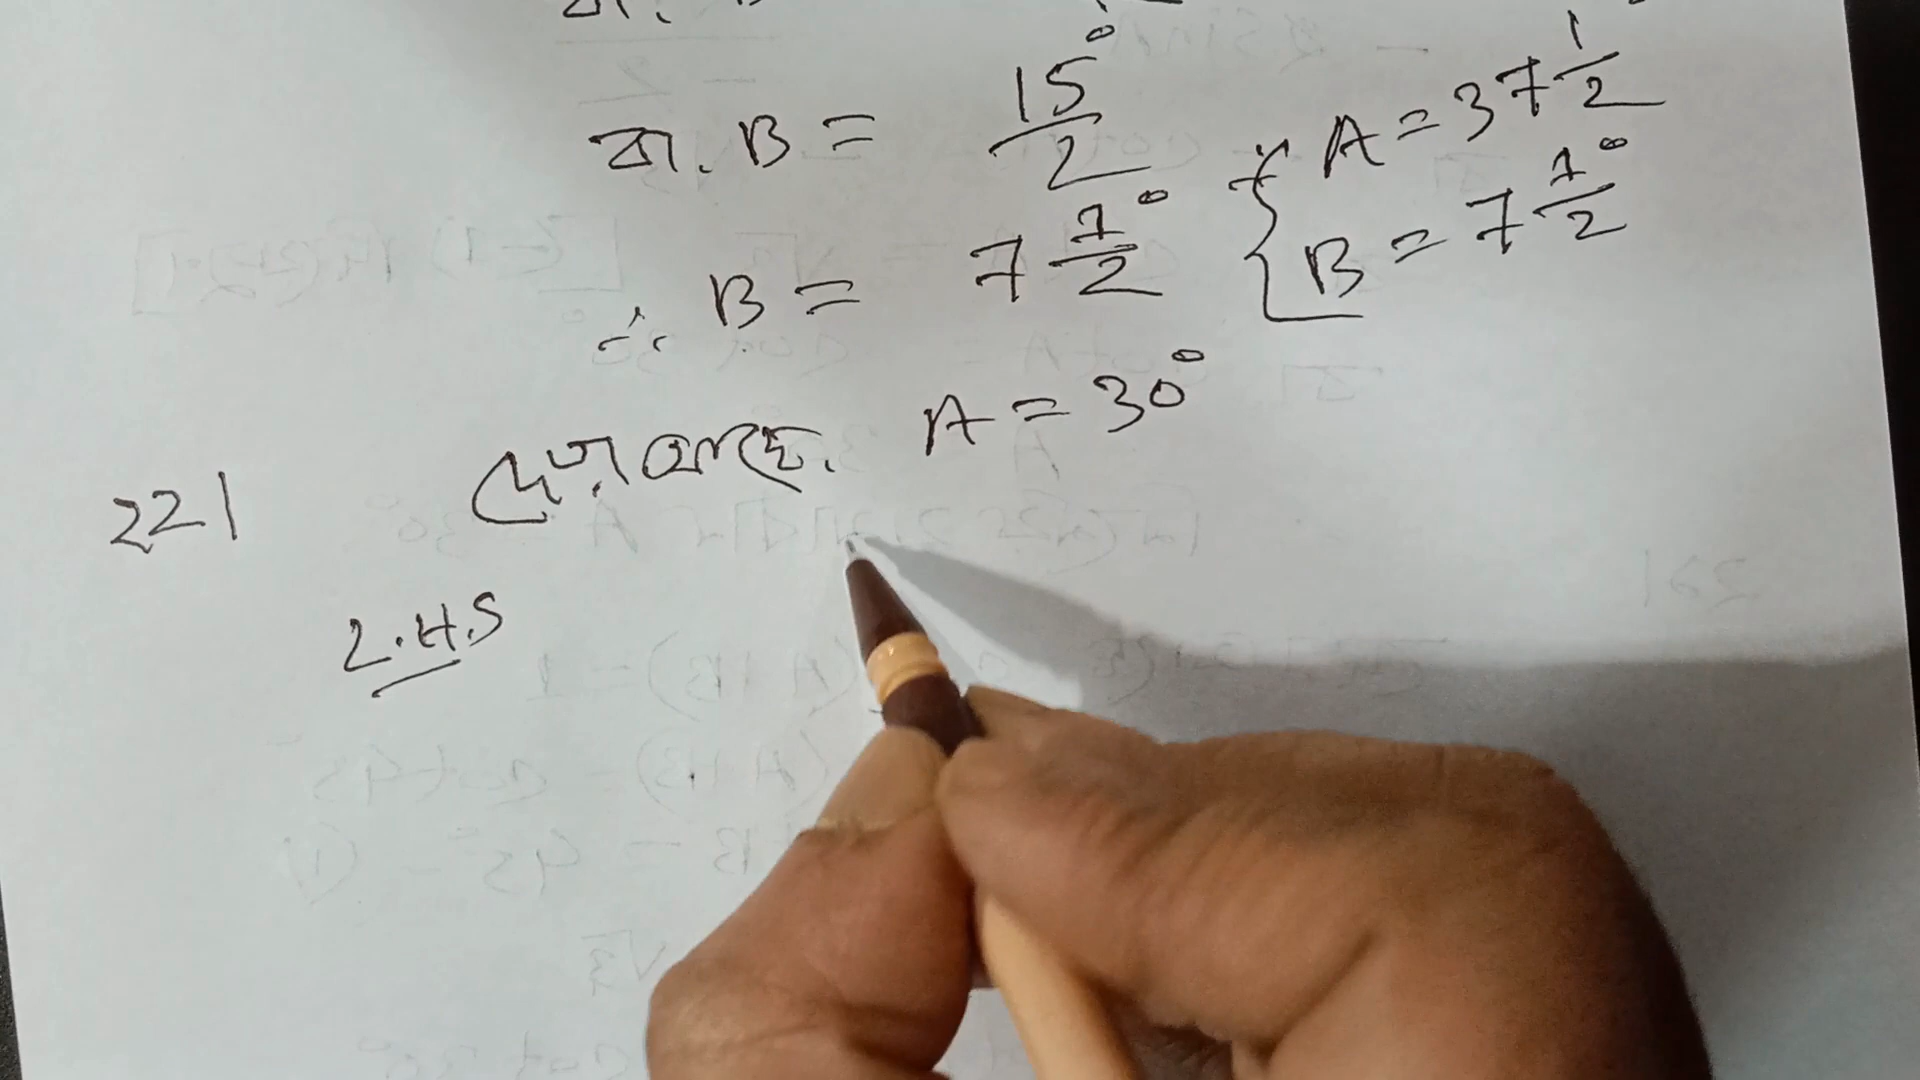 বা. B = 15°/2
∴ B = 7 1/2°
A = 37 1/2°
B = 7 1/2°
22। দেওয়া আছে, A = 30°
L.H.S